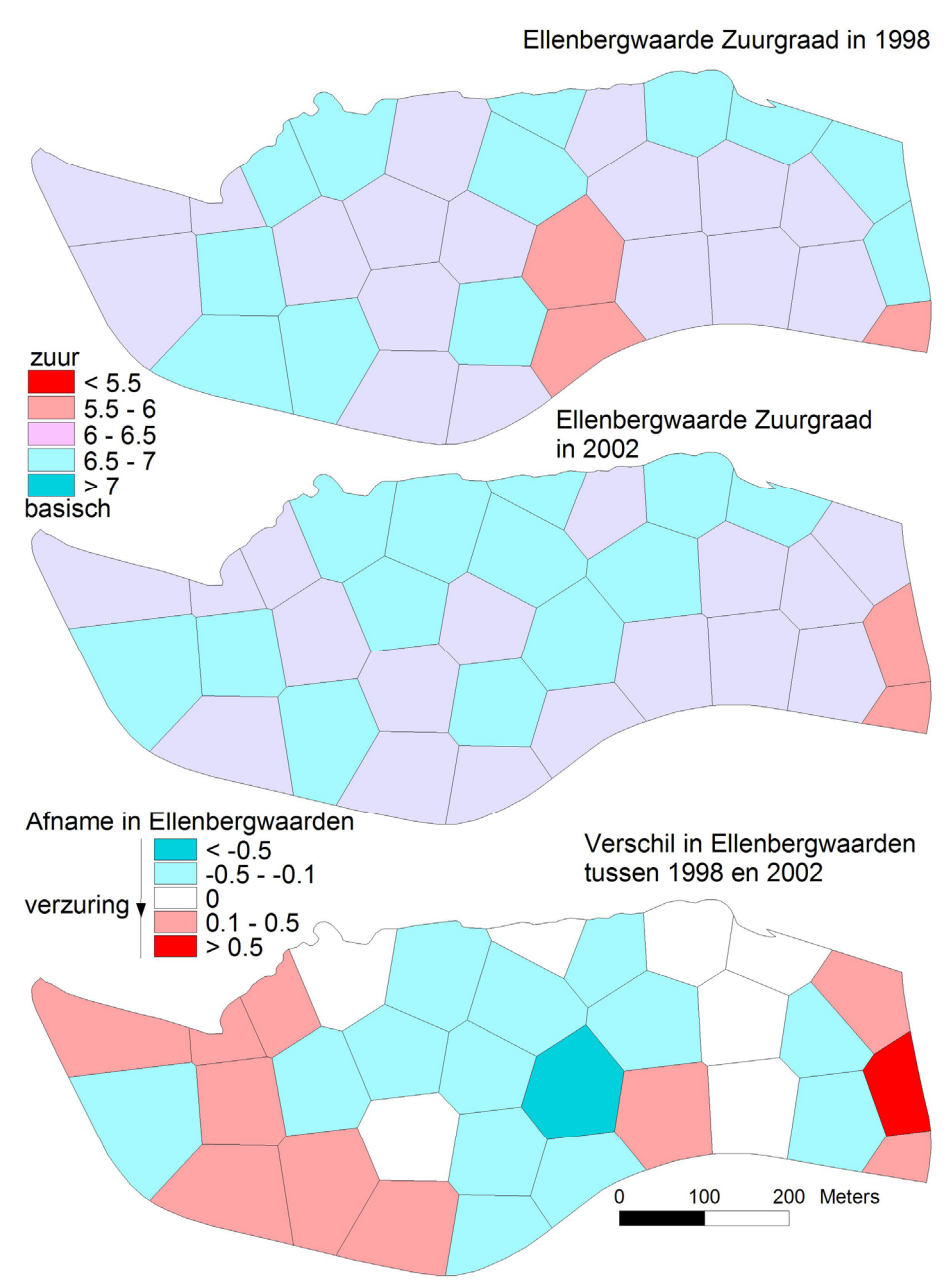 Ellenbergwaarde Zuurgraad in 1998
zuur
< 5.5
5.5 - 6
6 - 6.5
6.5 - 7
> 7
basisch
Ellenbergwaarde Zuurgraad
in 2002
Afname in Ellenbergwaarden
< -0.5
-0.5 - -0.1
0
0.1 - 0.5
> 0.5
verzuring
Verschil in Ellenbergwaarden
tussen 1998 en 2002
0 100 200 Meters